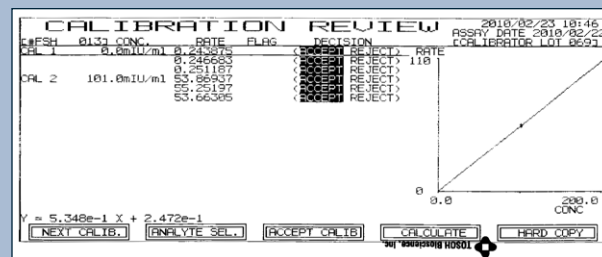 CALIBRATION REVIEW 2010/02/23 10:46
ASSAY DATE 2010/02/22
[#FSH 013] CONC. RATE FLAG DECISION [CALIBRATOR LOT 069]
CAL 1 0.0mIU/ml 0.243875 (ACCEPT REJECT) RATE
0.246683 (ACCEPT REJECT) 110
0.251187 (ACCEPT REJECT)
CAL 2 101.0mIU/ml 53.86937 (ACCEPT REJECT)
55.25197 (ACCEPT REJECT)
53.66305 (ACCEPT REJECT)
0
0.0 200.0
CONC
Y = 5.348e-1 X + 2.472e-1
NEXT CALIB. ANALYTE SEL. ACCEPT CALIB CALCULATE HARD COPY
TOSOH Bioscience, Inc.